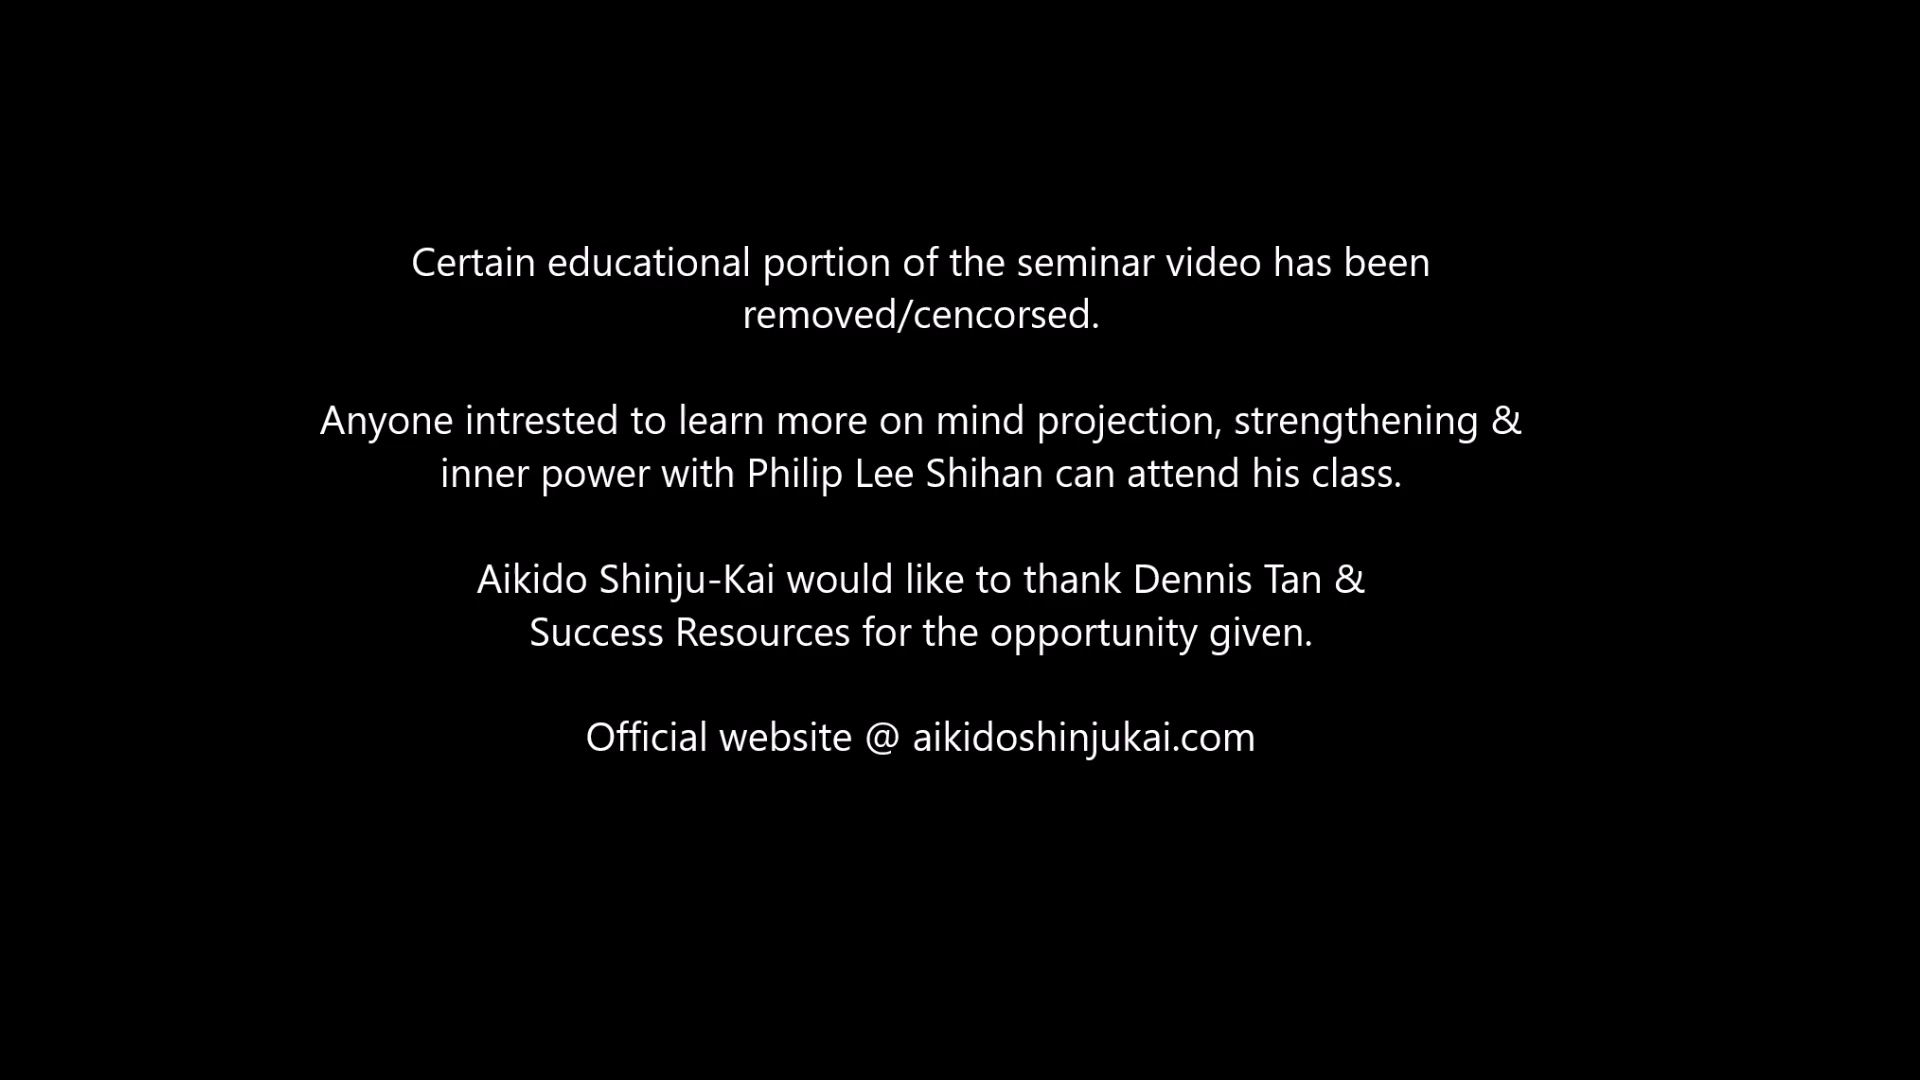 Certain educational portion of the seminar video has been
removed/cencorsed.
Anyone intrested to learn more on mind projection, strengthening &
inner power with Philip Lee Shihan can attend his class.
Aikido Shinju-Kai would like to thank Dennis Tan &
Success Resources for the opportunity given.
Official website @ aikidoshinjukai.com